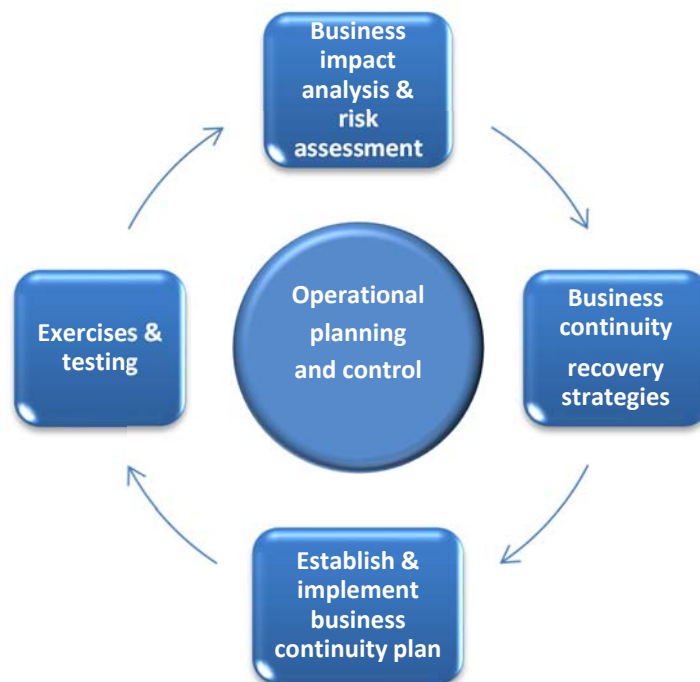 Business
impact
analysis &
risk
assessment
Operational
planning
and control
Business
continuity
recovery
strategies
Exercises &
testing
Establish &
implement
business
continuity plan